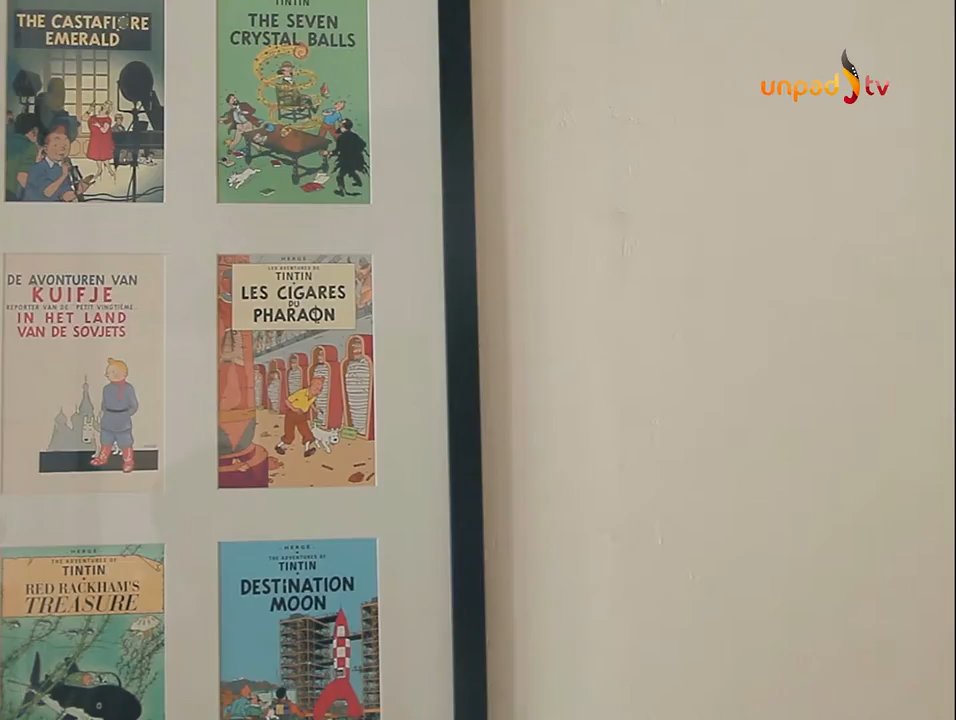 THE CASTAFIORE
EMERALD
TINTIN
THE SEVEN
CRYSTAL BALLS
unpad tv
DE AVONTUREN VAN
KUIFJE
REPORTER VAN DE "PETIT VINGTIÈME"
IN HET LAND
VAN DE SOVJETS
HERGÉ
LES AVENTURES DE
TINTIN
LES CIGARES
DU
PHARAON
HERGÉ
THE ADVENTURES OF
TINTIN
RED RACKHAM'S
TREASURE
-HERGÉ-
THE ADVENTURES OF
TINTIN
DESTINATION
MOON